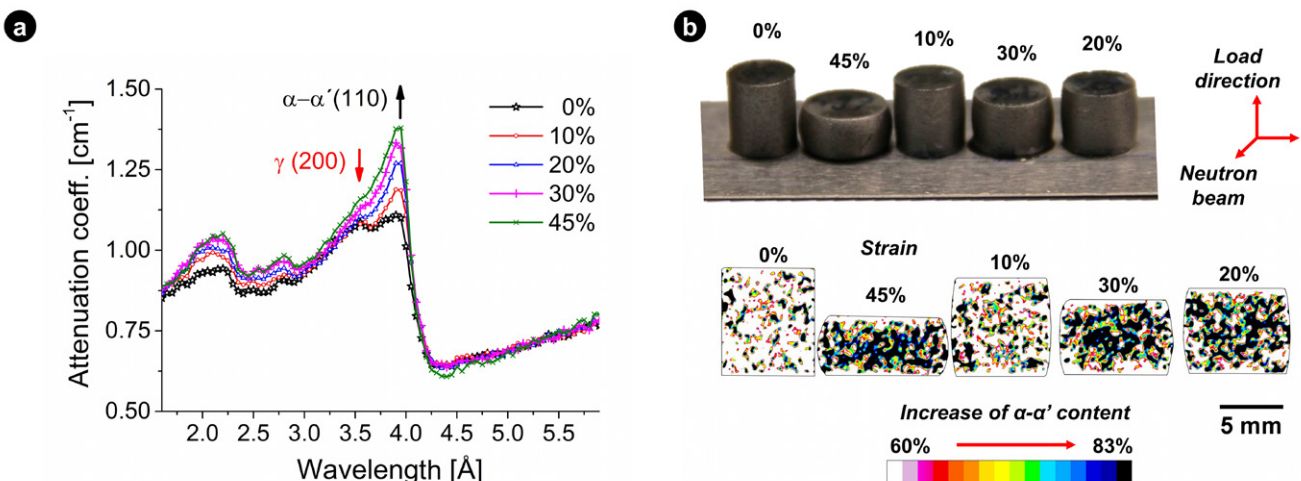 a
Attenuation coeff. [cm⁻¹]
1.50
1.25
1.00
0.75
0.50
2.0 2.5 3.0 3.5 4.0 4.5 5.0 5.5
Wavelength [Å]
α–α´(110)
γ (200)
0%
10%
20%
30%
45%
b
0% 45% 10% 30% 20%
Load
direction
Neutron
beam
Strain
0% 45% 10% 30% 20%
Increase of α-α’ content
60% 83%
5 mm